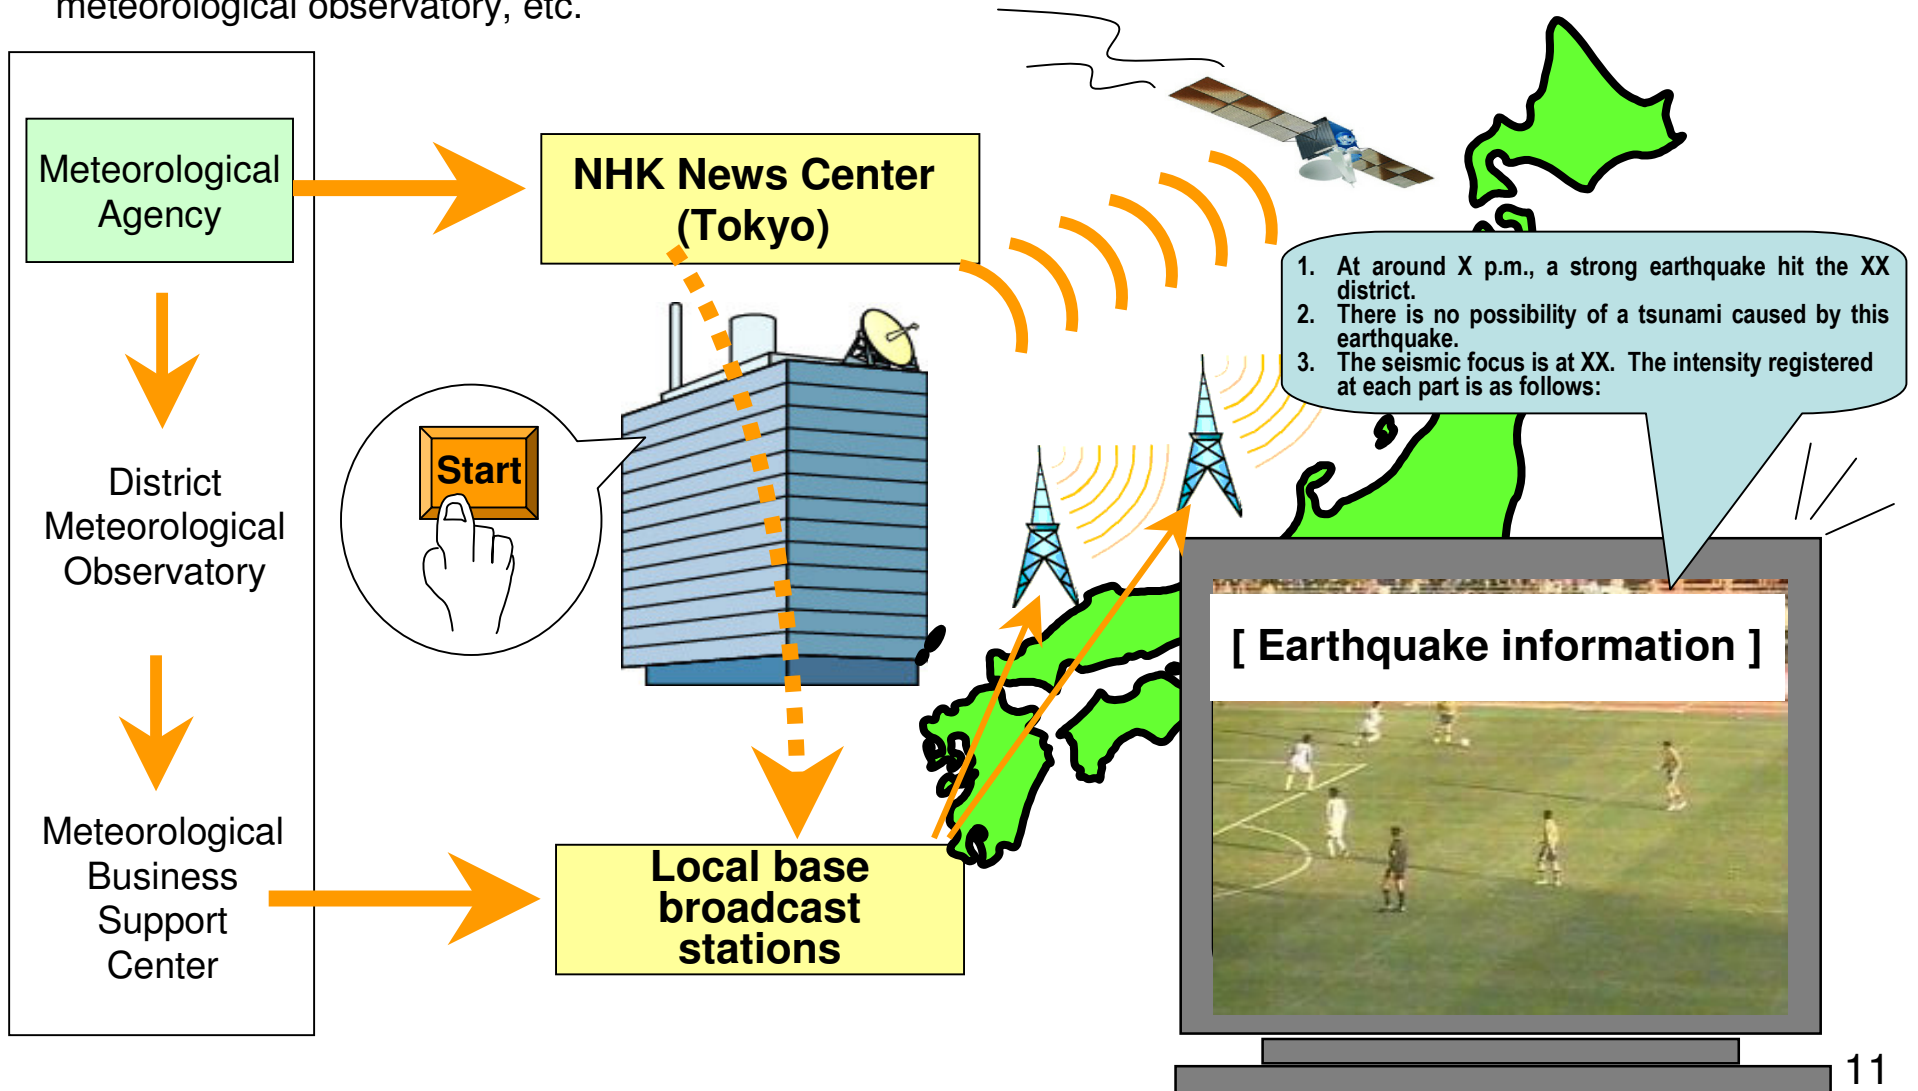 meteorological observatory, etc.
Meteorological
Agency
NHK News Center
(Tokyo)
1. At around X p.m., a strong earthquake hit the XX
district.
2. There is no possibility of a tsunami caused by this
earthquake.
3. The seismic focus is at XX. The intensity registered
at each part is as follows:
Start
District
Meteorological
Observatory
[ Earthquake information ]
Meteorological
Business
Support
Center
Local base
broadcast
stations
11